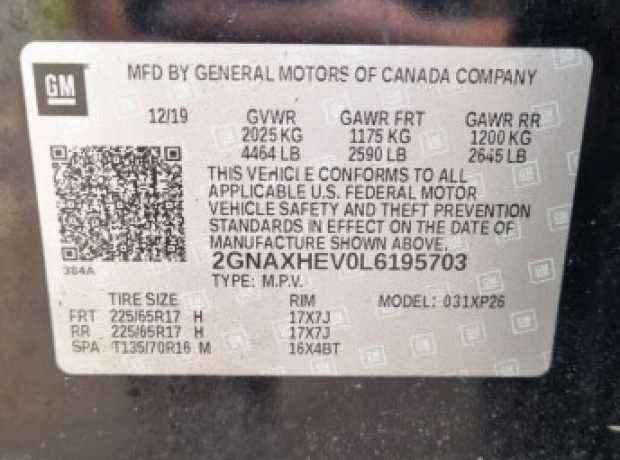 GM
MFD BY GENERAL MOTORS OF CANADA COMPANY
12/19 GVWR GAWR FRT GAWR RR
2025 KG 1175 KG 1200 KG
4464 LB 2590 LB 2645 LB
THIS VEHICLE CONFORMS TO ALL
APPLICABLE U.S. FEDERAL MOTOR
VEHICLE SAFETY AND THEFT PREVENTION
STANDARDS IN EFFECT ON THE DATE OF
MANUFACTURE SHOWN ABOVE.
384A 2GNAXHEV0L6195703
TYPE: M.P.V.
TIRE SIZE RIM MODEL: 031XP26
FRT 225/65R17 H 17X7J
RR 225/65R17 H 17X7J
SPA T135/70R16 M 16X4BT